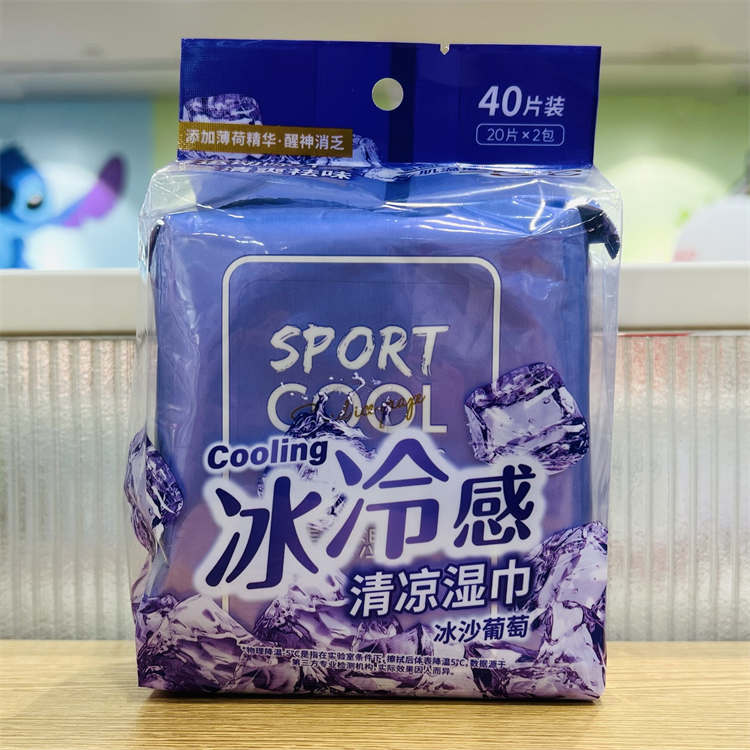 40片装
20片×2包
添加薄荷精华·醒神消乏
清爽祛味
SPORT
COOL
Cooling
冰冷感
清凉湿巾
冰沙葡萄
*物理降温-5℃是指在实验室条件下,擦拭后体表降温5℃,数据源于
第三方专业检测机构,实际效果因人而异。